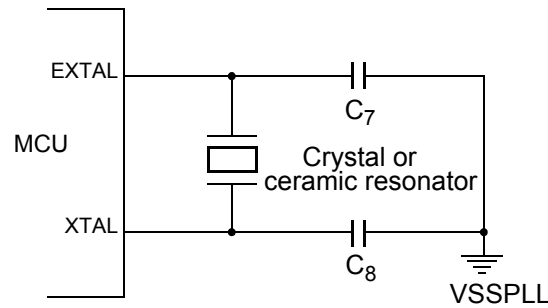 EXTAL
C7
MCU
Crystal or
ceramic resonator
XTAL
C8
VSSPLL